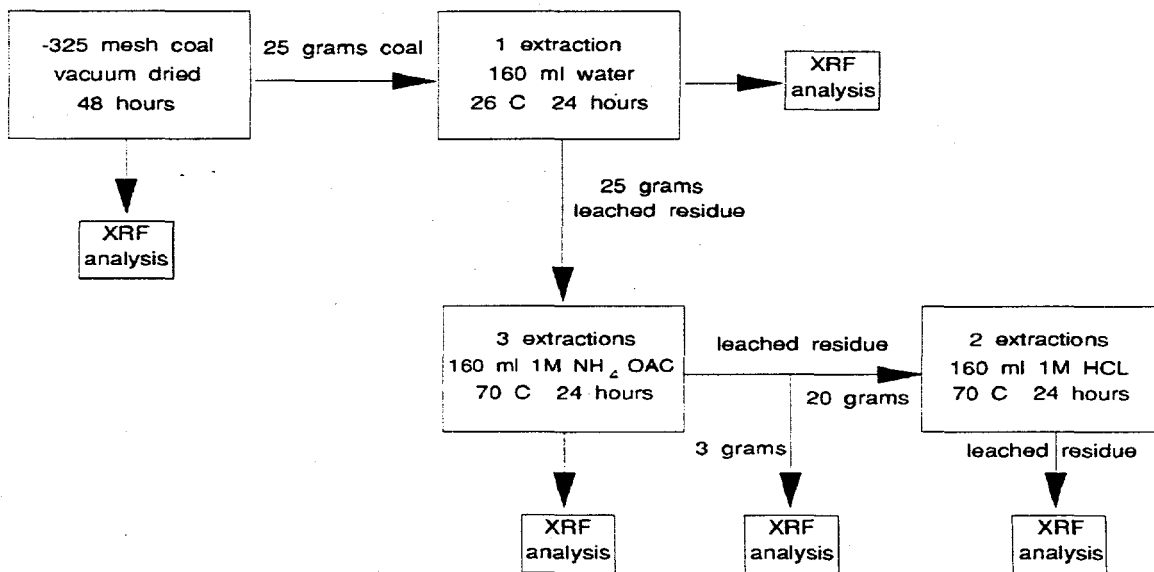 -325 mesh coal
vacuum dried
48 hours
25 grams coal
1 extraction
160 ml water
26 C 24 hours
XRF
analysis
XRF
analysis
25 grams
leached residue
3 extractions
160 ml 1M NH4 OAC
70 C 24 hours
leached residue
20 grams
3 grams
2 extractions
160 ml 1M HCL
70 C 24 hours
leached residue
XRF
analysis
XRF
analysis
XRF
analysis